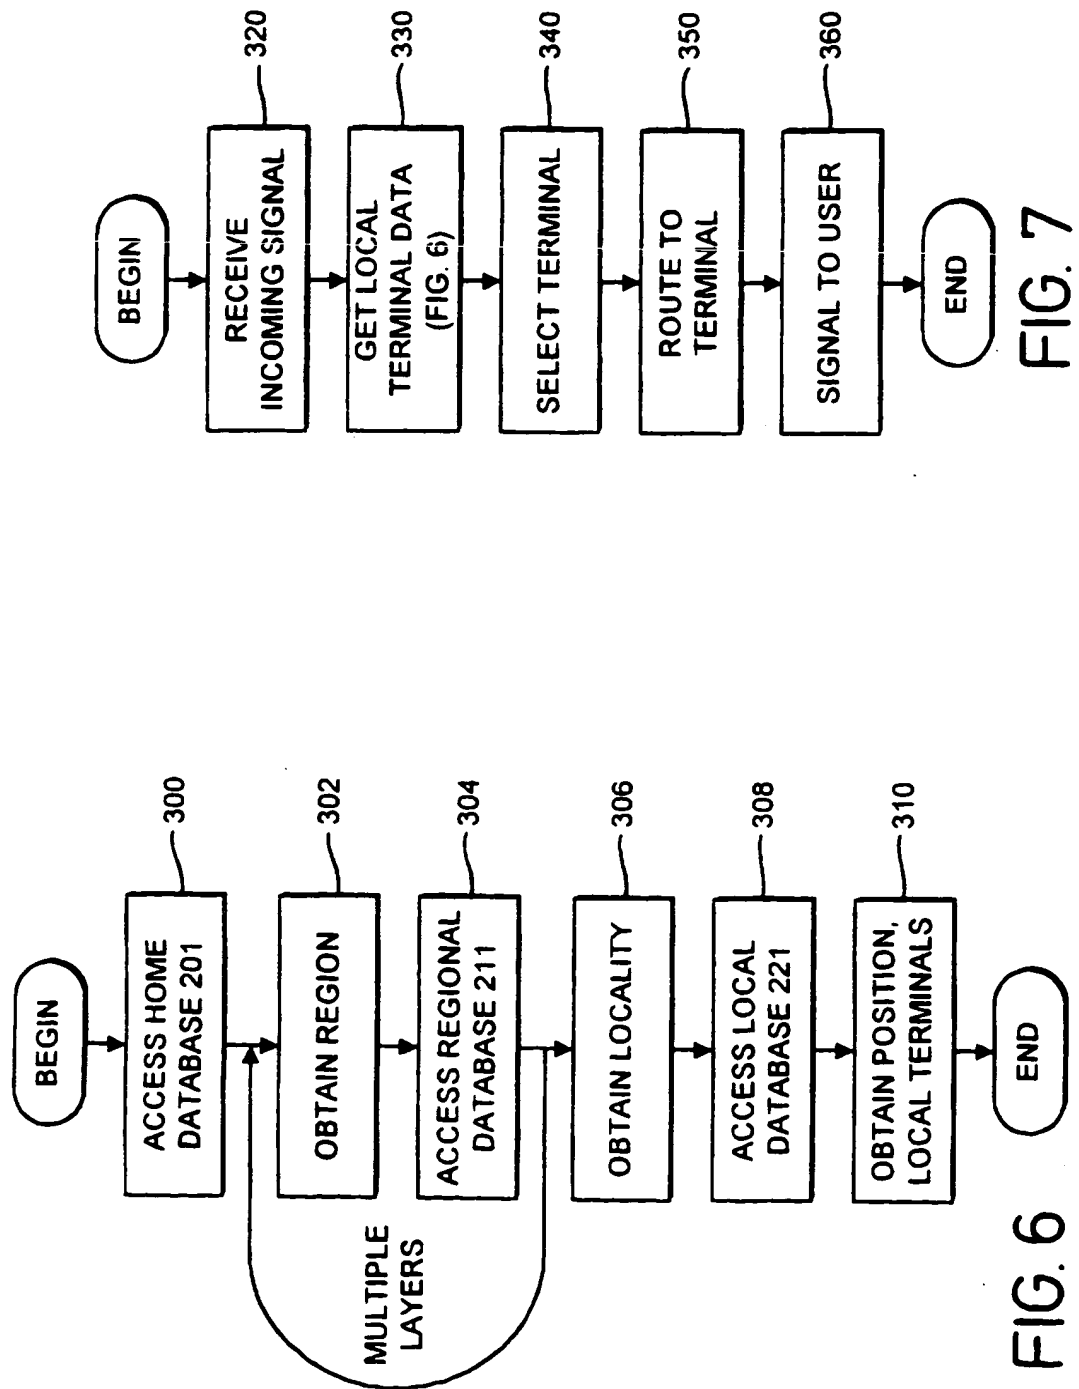 BEGIN
ACCESS HOME
DATABASE 201
300
OBTAIN REGION
302
ACCESS REGIONAL
DATABASE 211
304
MULTIPLE
LAYERS
OBTAIN LOCALITY
306
ACCESS LOCAL
DATABASE 221
308
OBTAIN POSITION,
LOCAL TERMINALS
310
END
FIG. 6
BEGIN
RECEIVE
INCOMING SIGNAL
320
GET LOCAL
TERMINAL DATA
(FIG. 6)
330
SELECT TERMINAL
340
ROUTE TO
TERMINAL
350
SIGNAL TO USER
360
END
FIG. 7